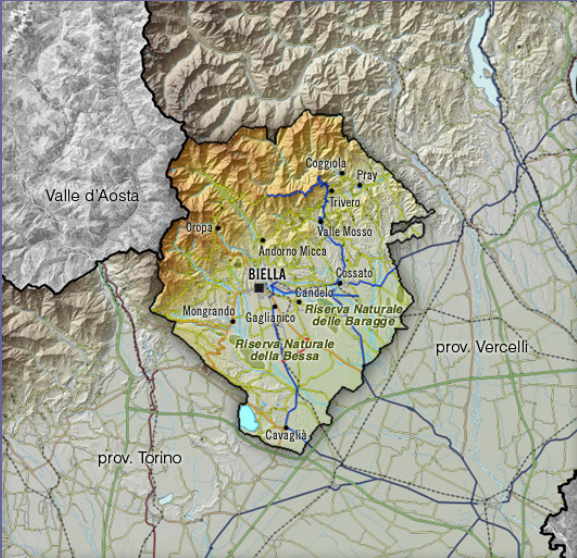 Coggiola
Pray
Trivero
Valle d'Aosta
Oropa
Valle Mosso
Andorno Micca
BIELLA
Cossato
Candelo
Mongrando
Gaglianico
Riserva Naturale
delle Baragge
Riserva Naturale
della Bessa
prov. Vercelli
Cavaglià
prov. Torino